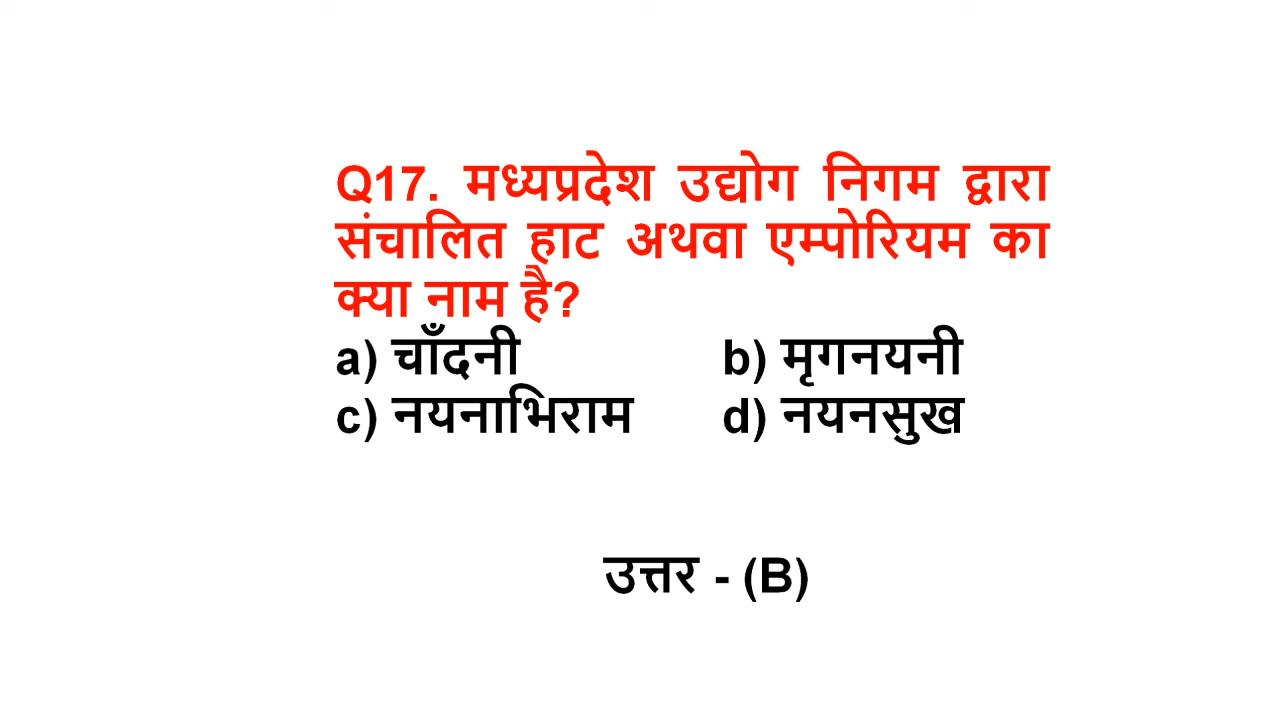 Q17. मध्यप्रदेश उद्योग निगम द्वारा
संचालित हाट अथवा एम्पोरियम का
क्या नाम है?
a) चाँदनी b) मृगनयनी
c) नयनाभिराम d) नयनसुख
उत्तर - (B)